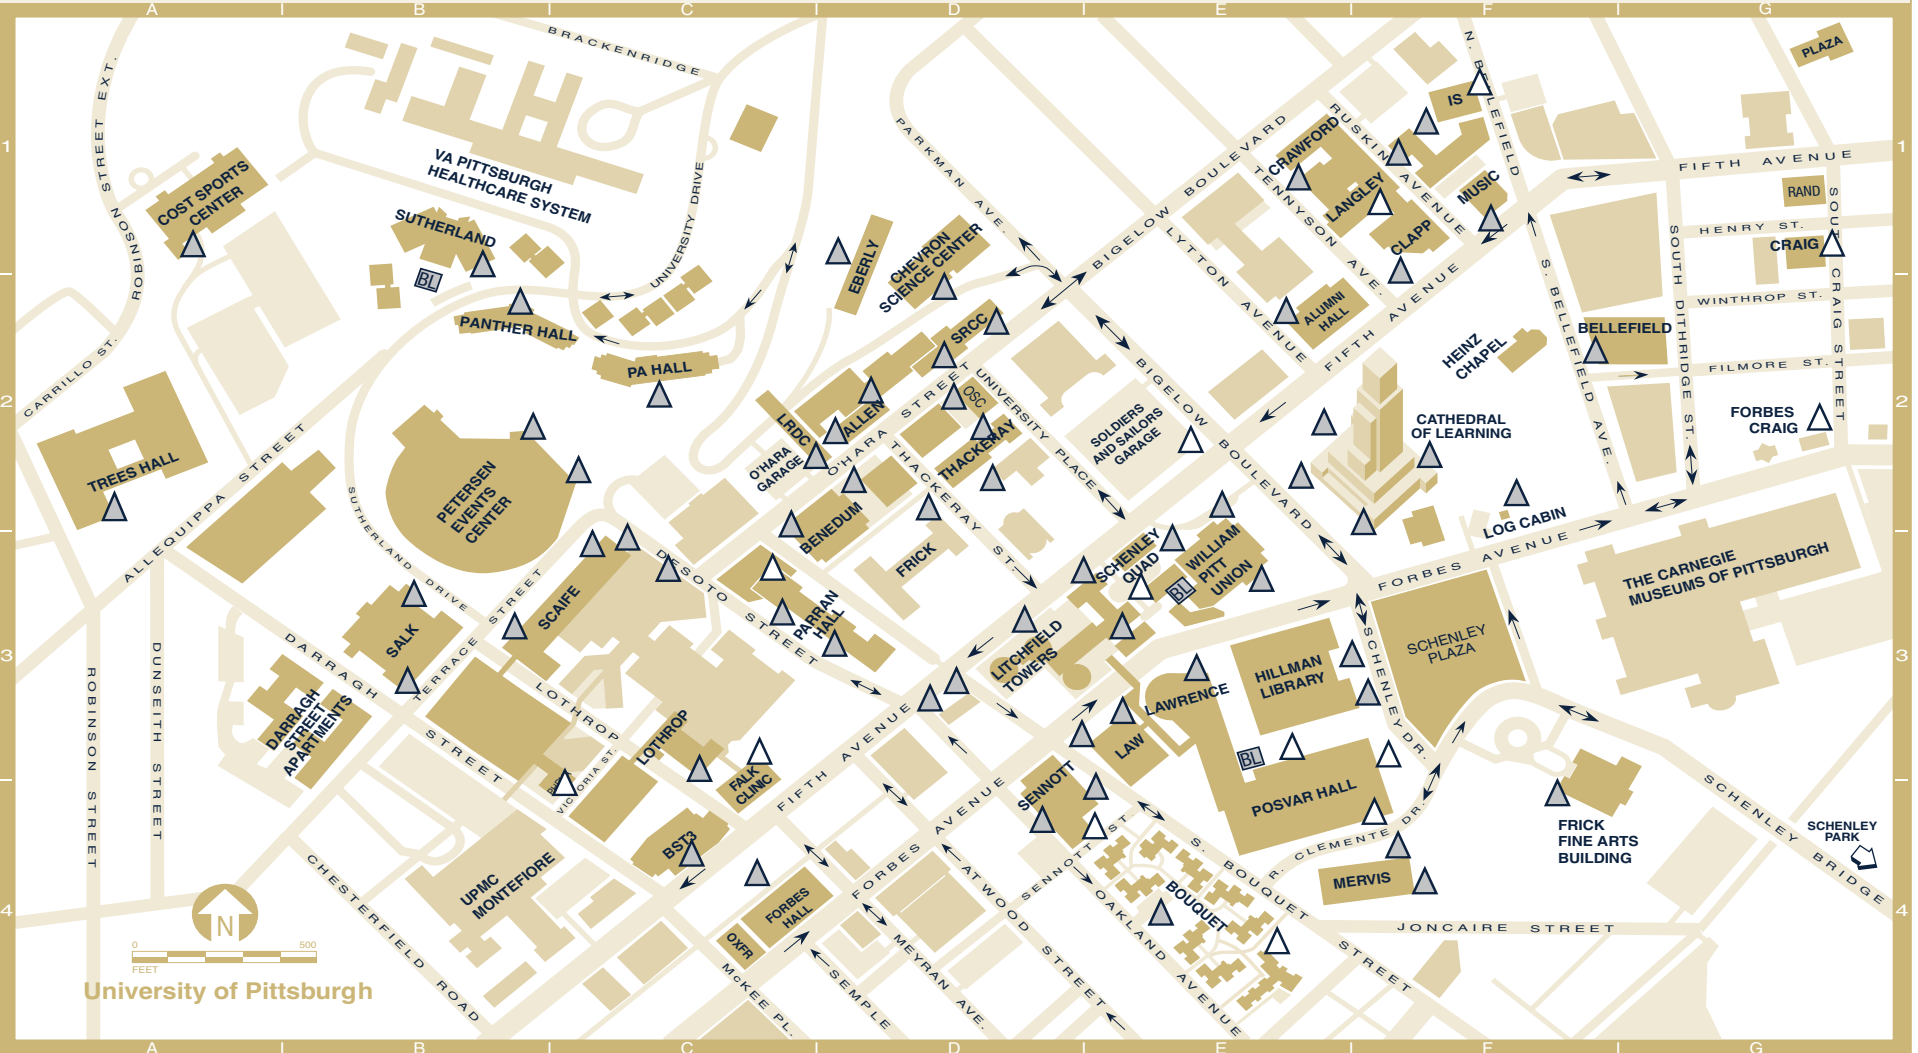 A
B
C
D
E
F
G
BRACKENRIDGE
STREET EXT.
ROBINSON
PLAZA
N. BELLEFIELD
IS
RUSKIN AVENUE
CRAWFORD
PARKMAN AVE.
BIGELOW BOULEVARD
1
1
FIFTH AVENUE
VA PITTSBURGH
HEALTHCARE SYSTEM
COST SPORTS
CENTER
TENNYSON AVE.
LANGLEY
MUSIC
RAND
SOUTH CRAIG STREET
SUTHERLAND
UNIVERSITY DRIVE
EBERLY
CHEVRON
SCIENCE CENTER
LYTTON AVENUE
CLAPP
HENRY ST.
CRAIG
BL
S. BELLEFIELD AVE.
SOUTH DITHRIDGE ST.
WINTHROP ST.
PANTHER HALL
SRCC
ALUMNI
HALL
FIFTH AVENUE
BELLEFIELD
HEINZ
CHAPEL
CARRILLO ST.
PA HALL
FILMORE ST.
2
2
OSC
UNIVERSITY PLACE
BIGELOW BOULEVARD
LRDC
ALLEN
O'HARA STREET
THACKERAY
SOLDIERS
AND SAILORS
GARAGE
CATHEDRAL
OF LEARNING
FORBES
CRAIG
TREES HALL
ALLEQUIPPA STREET
PETERSEN
EVENTS
CENTER
O'HARA
GARAGE
THACKERAY ST.
SUTHERLAND DRIVE
BENEDUM
LOG CABIN
FRICK
SCHENLEY
QUAD
WILLIAM
PITT
UNION
FORBES AVENUE
THE CARNEGIE
MUSEUMS OF PITTSBURGH
DESOTO STREET
SCAIFE
PARRAN
HALL
BL
SALK
TERRACE STREET
LITCHFIELD
TOWERS
SCHENLEY
PLAZA
3
3
DARRAGH STREET
HILLMAN
LIBRARY
SCHENLEY DR.
ROBINSON STREET
DUNSEITH STREET
DARRAGH
STREET
APARTMENTS
LOTHROP
LOTHROP
LAWRENCE
LAW
BL
VICTORIA ST.
FALK
CLINIC
FIFTH AVENUE
SENNOTT
POSVAR HALL
SCHENLEY BRIDGE
SCHENLEY
PARK
FORBES AVENUE
SENNOTT ST.
S. BOUQUET STREET
R. CLEMENTE DR.
FRICK
FINE ARTS
BUILDING
BST3
CHESTERFIELD ROAD
UPMC
MONTEFIORE
MERVIS
FORBES
HALL
ATWOOD STREET
OAKLAND AVENUE
BOUQUET
4
4
N
OXFR
JONCAIRE STREET
0
500
FEET
MEYRAN AVE.
McKEE PL.
SEMPLE
University of Pittsburgh
A
B
C
D
E
F
G